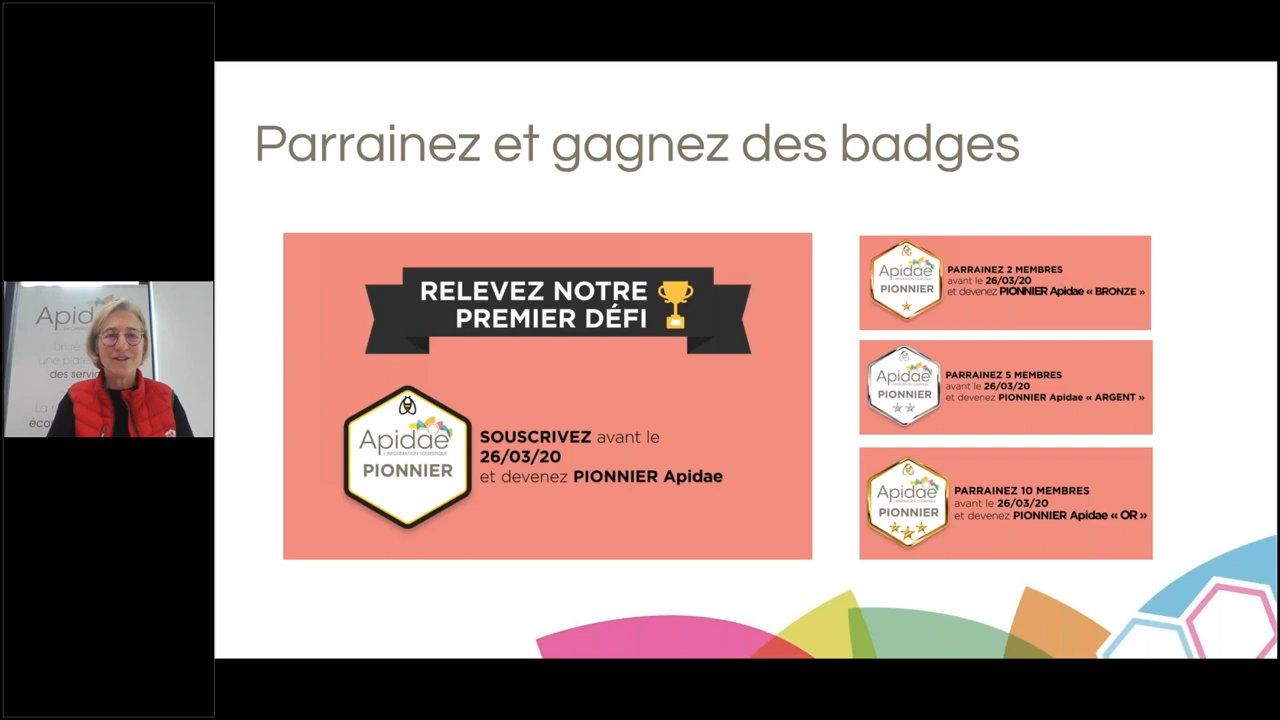 Parrainez et gagnez des badges
RELEVEZ NOTRE
PREMIER DÉFI
Apidae
L'INFORMATION TOURISTIQUE
PIONNIER
SOUSCRIVEZ avant le
26/03/20
et devenez PIONNIER Apidae
Apidae
PIONNIER
PARRAINEZ 2 MEMBRES
avant le 26/03/20
et devenez PIONNIER Apidae « BRONZE »
Apidae
PIONNIER
PARRAINEZ 5 MEMBRES
avant le 26/03/20
et devenez PIONNIER Apidae « ARGENT »
Apidae
PIONNIER
PARRAINEZ 10 MEMBRES
avant le 26/03/20
et devenez PIONNIER Apidae « OR »